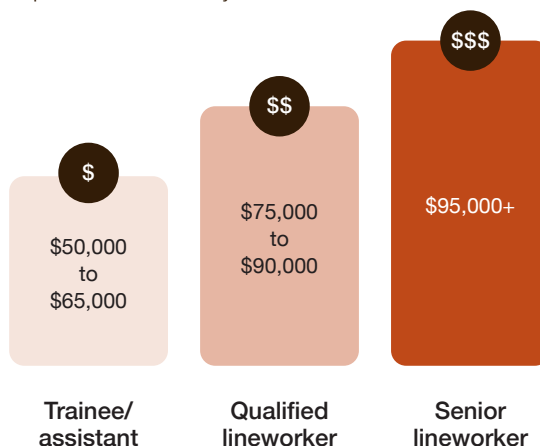 $
$50,000
to
$65,000
Trainee/
assistant
$$
$75,000
to
$90,000
Qualified
lineworker
$$$
$95,000+
Senior
lineworker